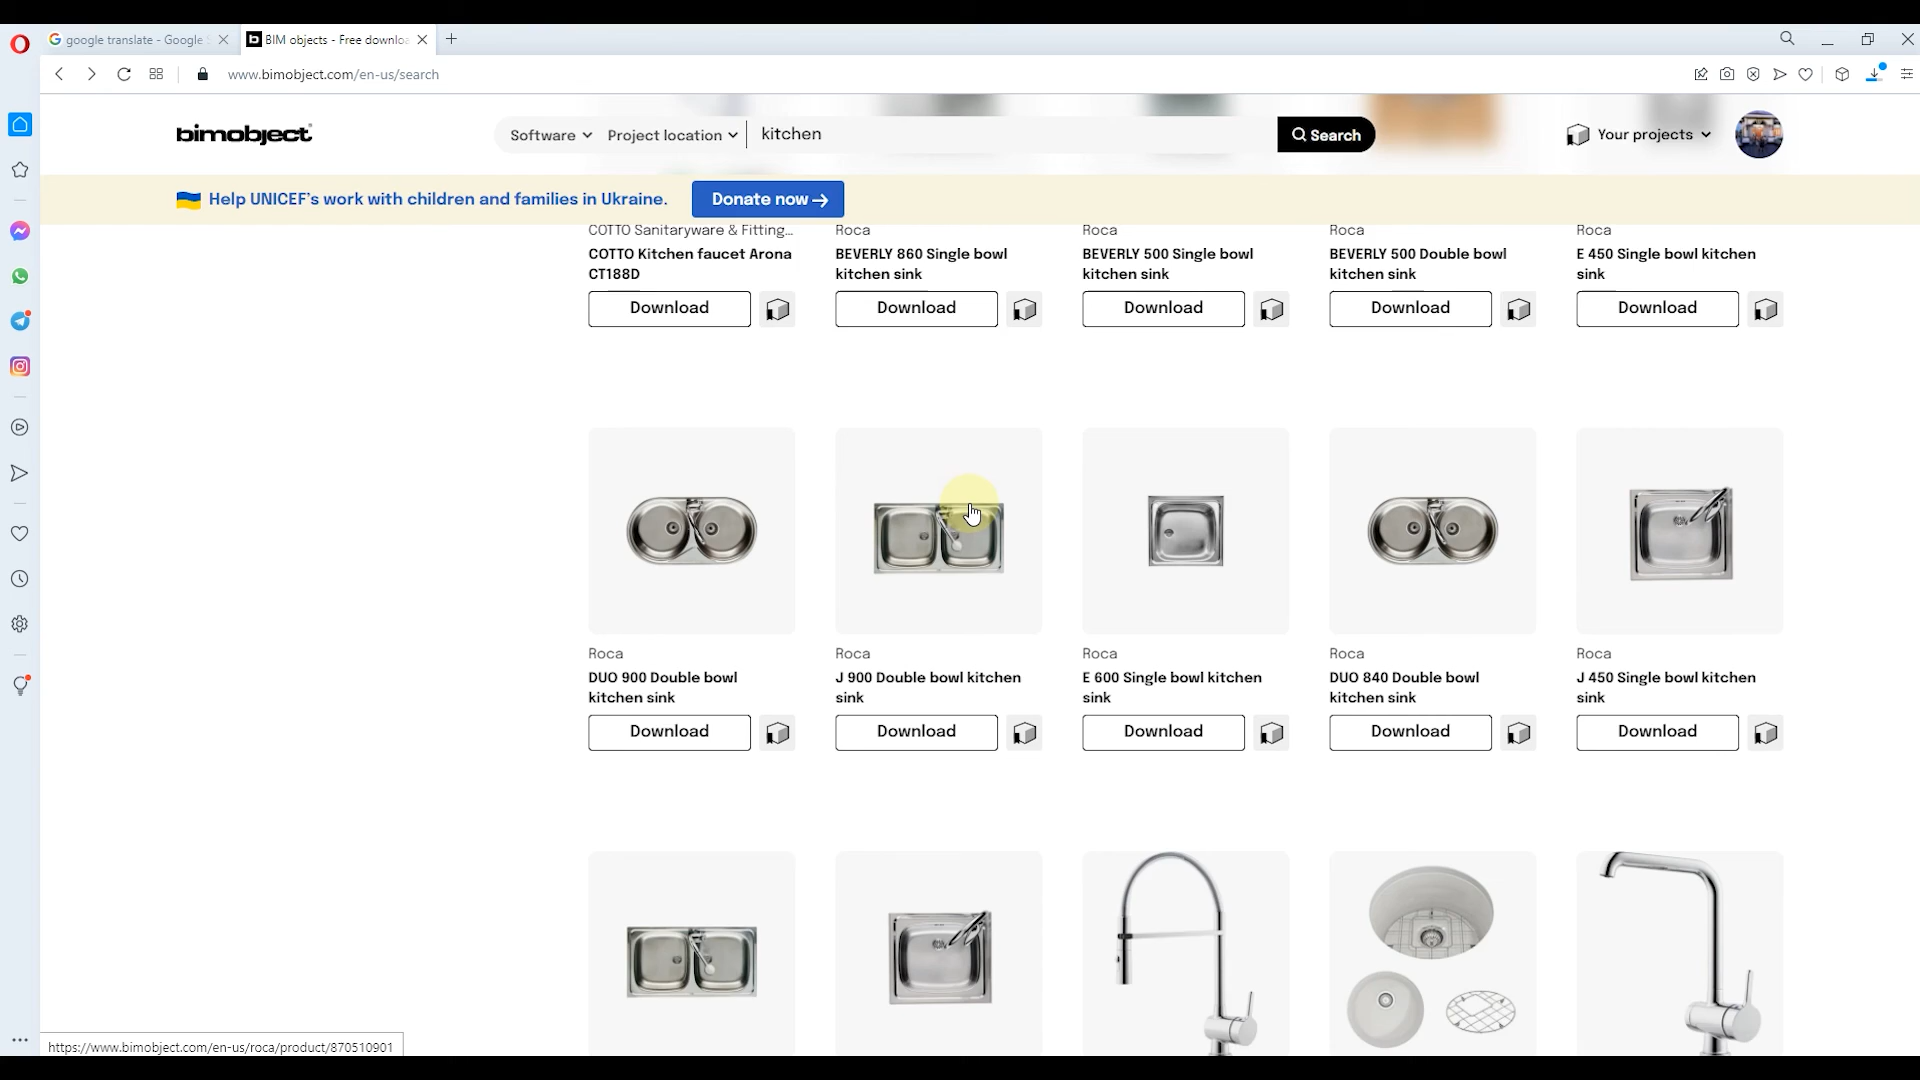 google translate - Google
BIM objects - Free downlo
www.bimobject.com/en-us/search
bimobject
Software
Project location
kitchen
Search
Your projects
Help UNICEF's work with children and families in Ukraine.
Donate now →
COTTO Sanitaryware & Fitting...
COTTO Kitchen faucet Arona
CT188D
Download
Roca
BEVERLY 860 Single bowl
kitchen sink
Download
Roca
BEVERLY 500 Single bowl
kitchen sink
Download
Roca
BEVERLY 500 Double bowl
kitchen sink
Download
Roca
E 450 Single bowl kitchen
sink
Download
Roca
DUO 900 Double bowl
kitchen sink
Download
Roca
J 900 Double bowl kitchen
sink
Download
Roca
E 600 Single bowl kitchen
sink
Download
Roca
DUO 840 Double bowl
kitchen sink
Download
Roca
J 450 Single bowl kitchen
sink
Download
https://www.bimobject.com/en-us/roca/product/870510901